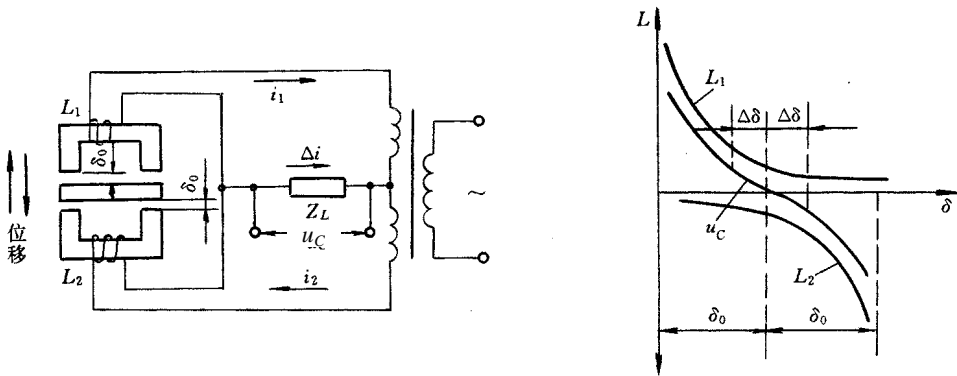 i₁
L₁
δ₀
δ₀
Δi
Z_L
u_C
~
位移
L₂
i₂
L
L₁
Δδ
Δδ
δ
u_C
L₂
δ₀
δ₀